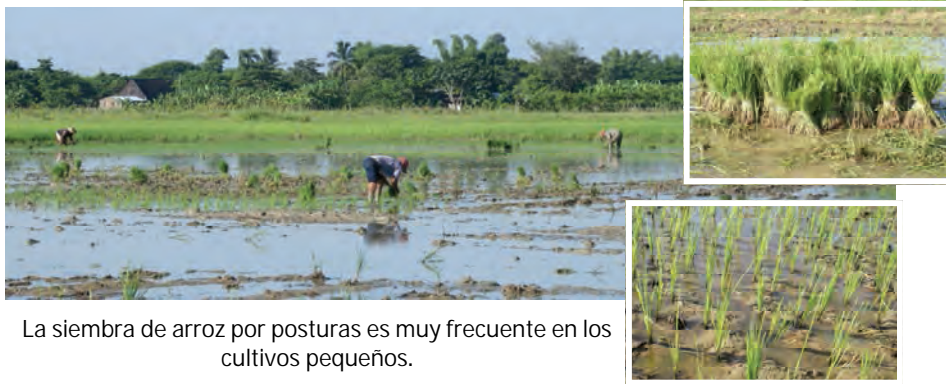 La siembra de arroz por posturas es muy frecuente en los
cultivos pequeños.